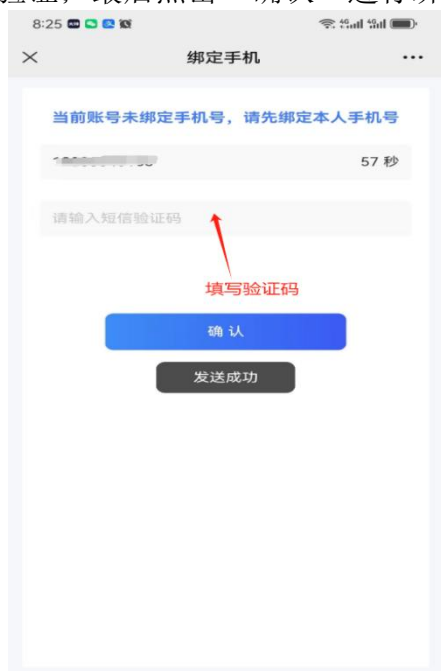 8:25
绑定手机
当前账号未绑定手机号，请先绑定本人手机号
57 秒
请输入短信验证码
填写验证码
确 认
发送成功